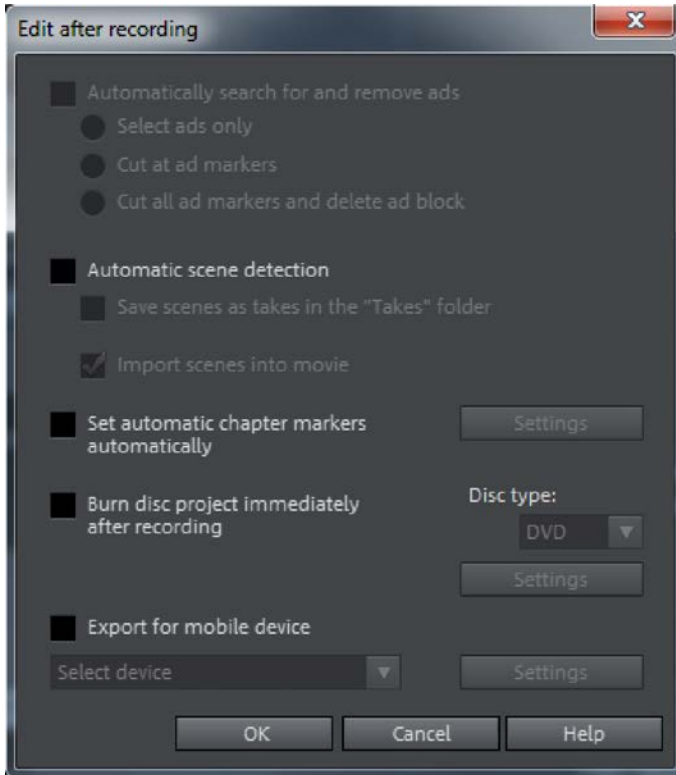 Edit after recording
Automatically search for and remove ads
Select ads only
Cut at ad markers
Cut all ad markers and delete ad block
Automatic scene detection
Save scenes as takes in the "Takes" folder
Import scenes into movie
Set automatic chapter markers
automatically
Settings
Burn disc project immediately
after recording
Disc type:
DVD
Settings
Export for mobile device
Select device
Settings
OK
Cancel
Help